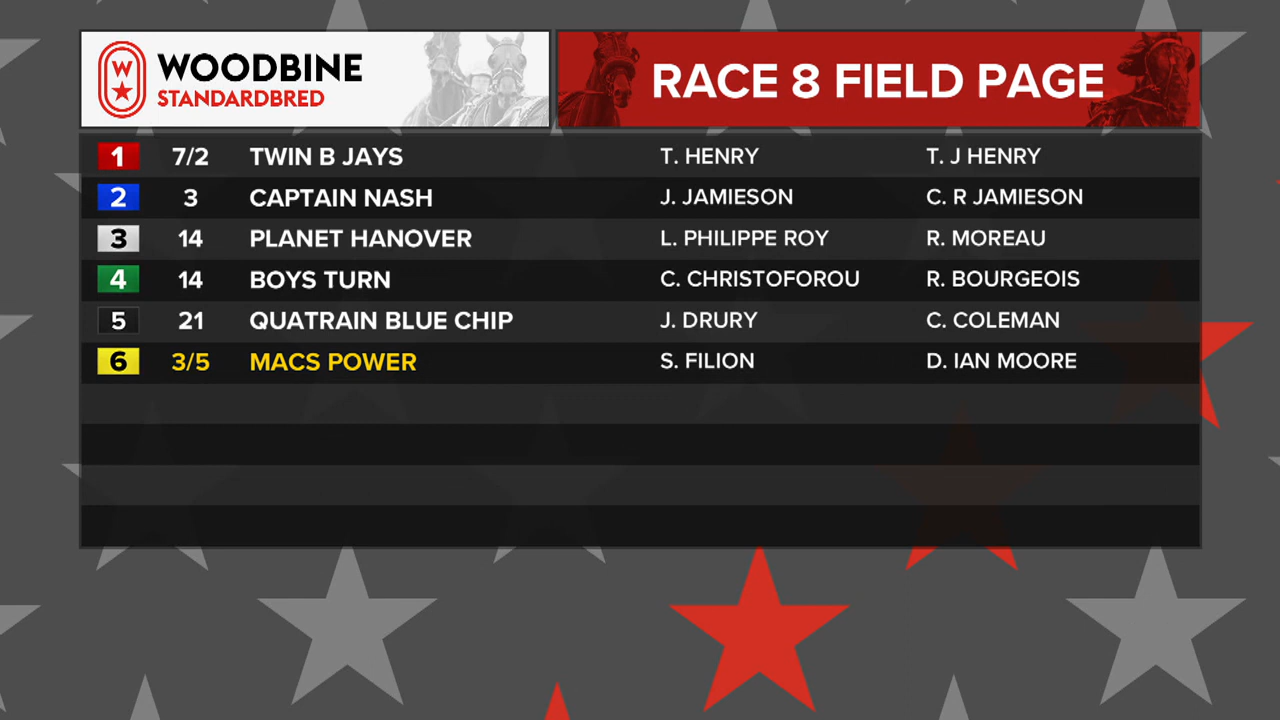 W
WOODBINE
STANDARDBRED
RACE 8 FIELD PAGE
1 7/2 TWIN B JAYS T. HENRY T. J HENRY
2 3 CAPTAIN NASH J. JAMIESON C. R JAMIESON
3 14 PLANET HANOVER L. PHILIPPE ROY R. MOREAU
4 14 BOYS TURN C. CHRISTOFOROU R. BOURGEOIS
5 21 QUATRAIN BLUE CHIP J. DRURY C. COLEMAN
6 3/5 MACS POWER S. FILION D. IAN MOORE